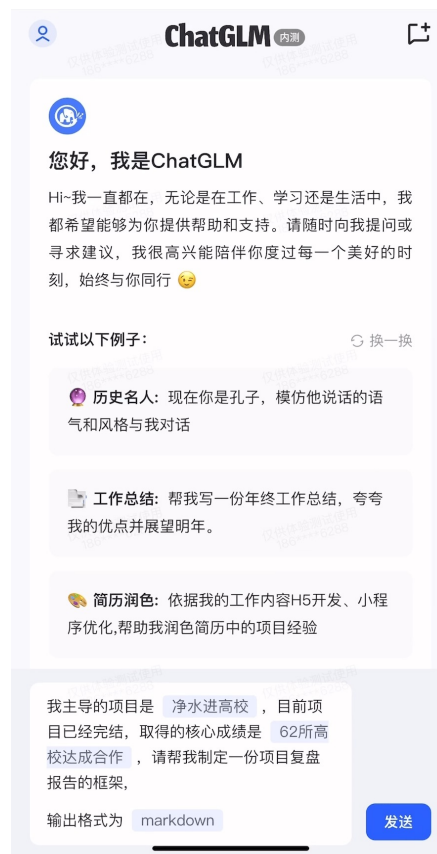 ChatGLM 内测
您好，我是ChatGLM
Hi~我一直都在，无论是在工作、学习还是生活中，我
都希望能够为你提供帮助和支持。请随时向我提问或
寻求建议，我很高兴能陪伴你度过每一个美好的时
刻，始终与你同行 😉
试试以下例子： 换一换
历史名人：现在你是孔子，模仿他说话的语
气和风格与我对话
工作总结：帮我写一份年终工作总结，夸夸
我的优点并展望明年。
简历润色：依据我的工作内容H5开发、小程
序优化,帮助我润色简历中的项目经验
我主导的项目是 净水进高校 ，目前项
目已经完结，取得的核心成绩是 62所高
校达成合作 ，请帮我制定一份项目复盘
报告的框架,
输出格式为 markdown
发送